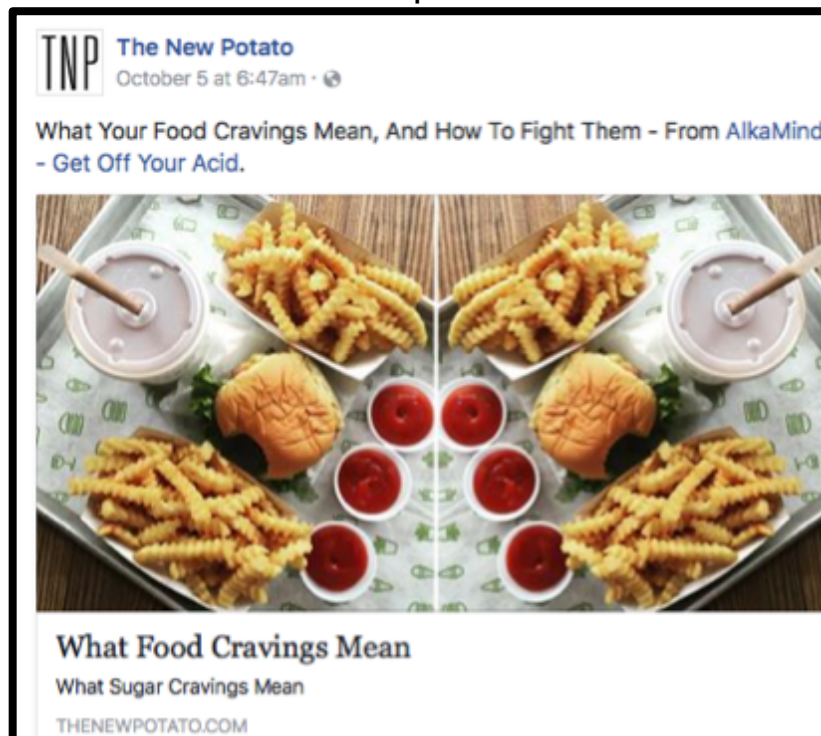 TNP
The New Potato
October 5 at 6:47am ·
What Your Food Cravings Mean, And How To Fight Them - From AlkaMind
- Get Off Your Acid.
What Food Cravings Mean
What Sugar Cravings Mean
THENEWPOTATO.COM